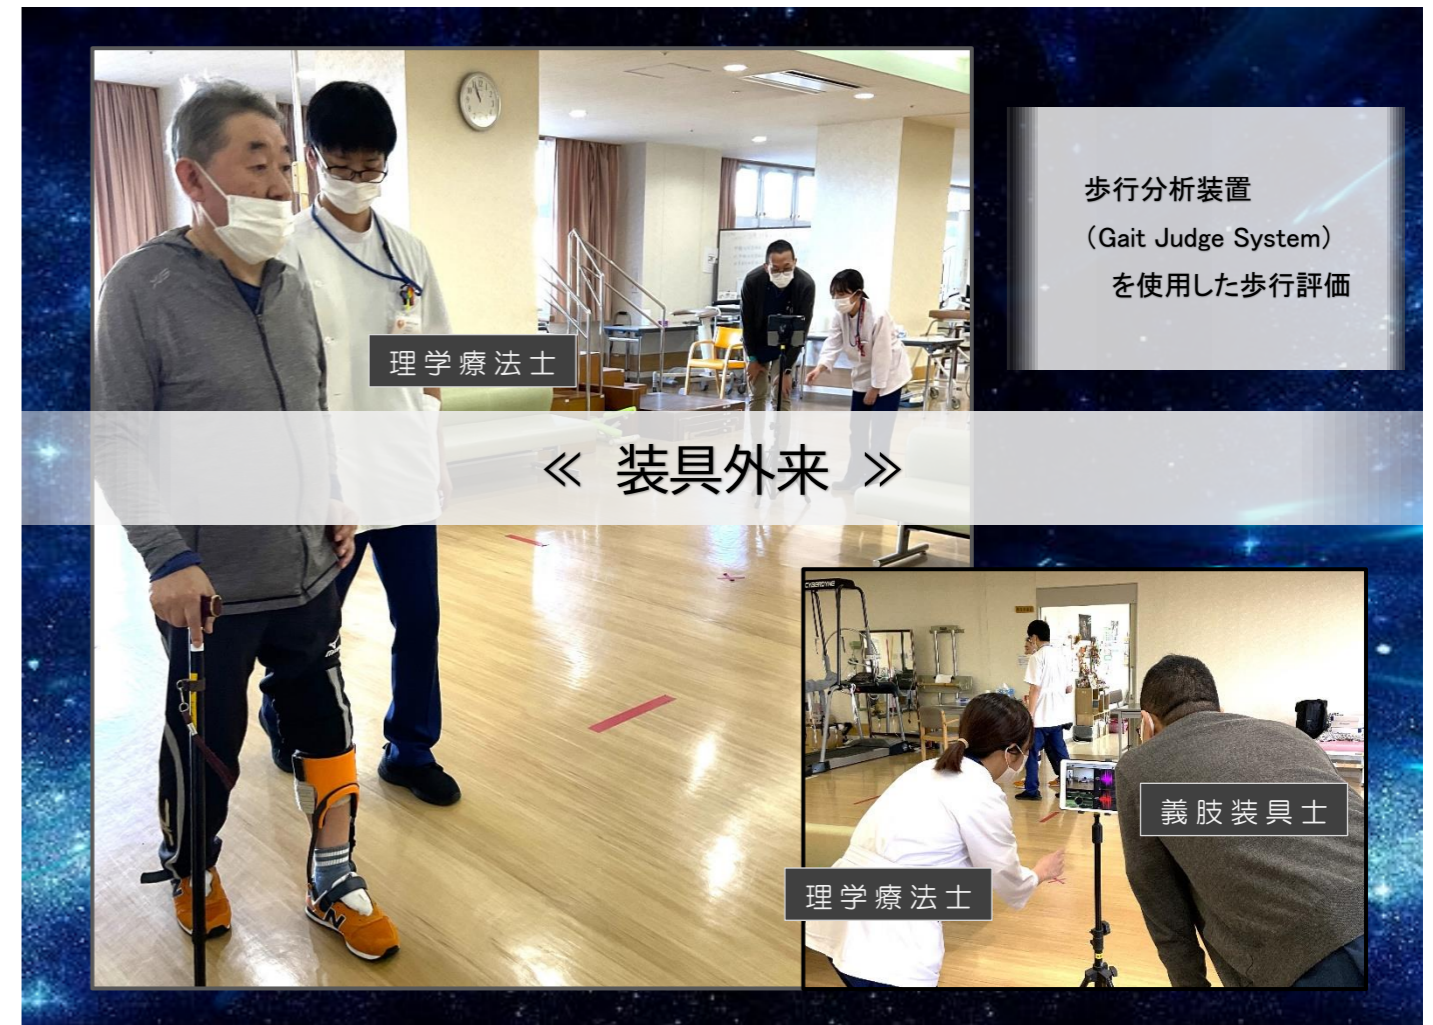 歩行分析装置
（Gait Judge System）
を使用した歩行評価
理学療法士
≪ 装具外来 ≫
CYBERDYNE
義肢装具士
理学療法士